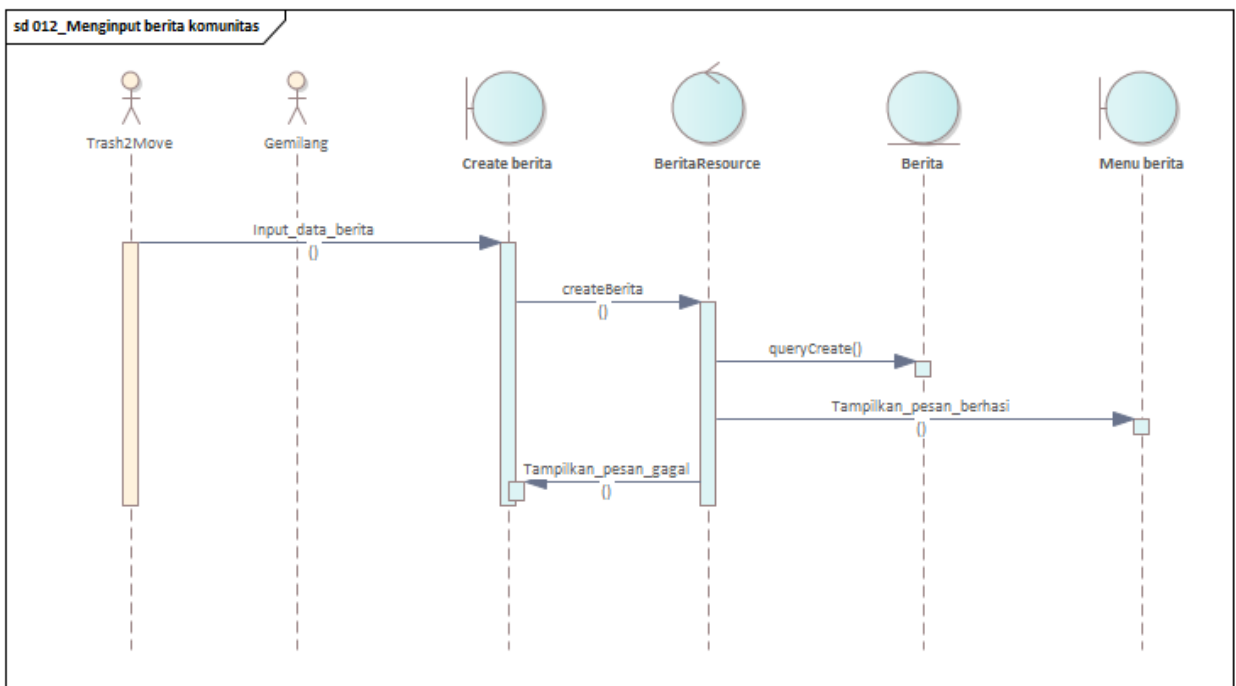 sd 012_Menginput berita komunitas
Trash2Move
Gemilang
Create berita
BeritaResource
Berita
Menu berita
Input_data_berita
()
createBerita
()
queryCreate()
Tampilkan_pesan_berhasi
()
Tampilkan_pesan_gagal
()